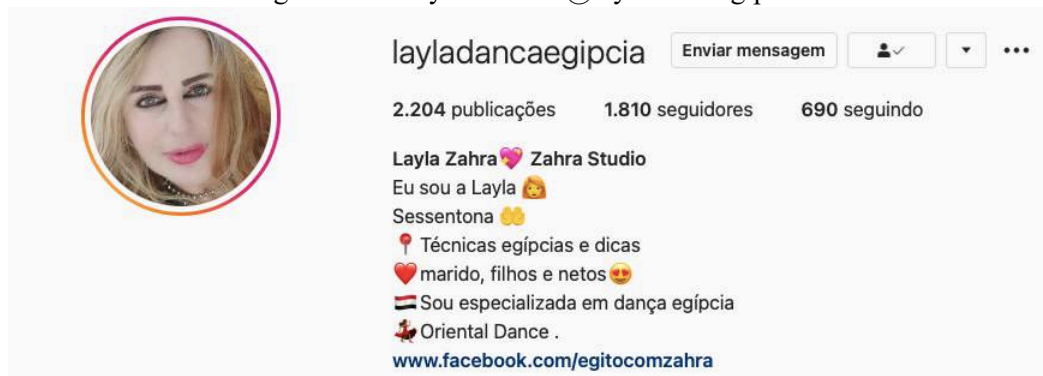 layladancaegipcia Enviar mensagem
2.204 publicações 1.810 seguidores 690 seguindo
Layla Zahra💖 Zahra Studio
Eu sou a Layla 👩‍🦰
Sessentona 🤲
📍 Técnicas egípcias e dicas
❤️marido, filhos e netos😍
🇪🇬Sou especializada em dança egípcia
💃Oriental Dance .
www.facebook.com/egitocomzahra